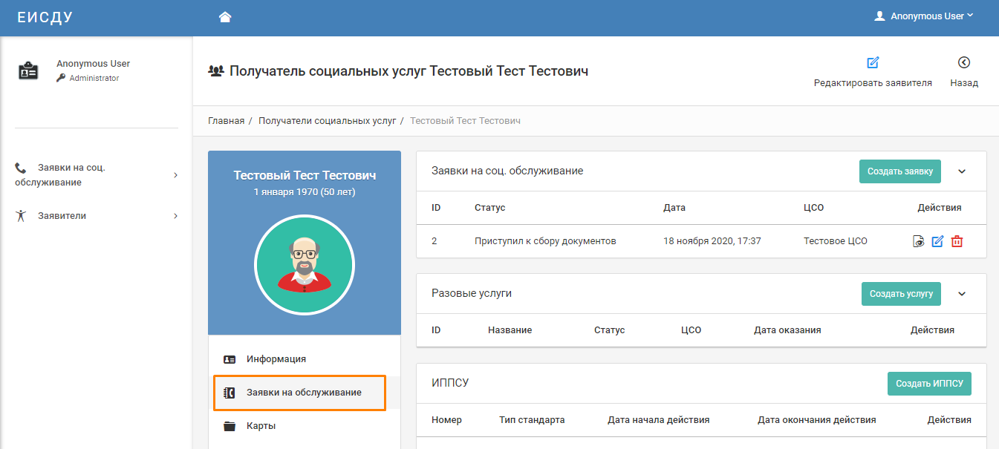 ЕИСДУ
Anonymous User
Anonymous User
Administrator
Заявки на соц.
обслуживание
Заявители
Получатель социальных услуг Тестовый Тест Тестович
Редактировать заявителя
Назад
Главная / Получатели социальных услуг / Тестовый Тест Тестович
Тестовый Тест Тестович
1 января 1970 (50 лет)
Информация
Заявки на обслуживание
Карты
Заявки на соц. обслуживание
Создать заявку
ID Статус Дата ЦСО Действия
2 Приступил к сбору документов 18 ноября 2020, 17:37 Тестовое ЦСО
Разовые услуги
Создать услугу
ID Название Статус ЦСО Дата оказания Действия
ИППСУ
Создать ИППСУ
Номер Тип стандарта Дата начала действия Дата окончания действия Действия